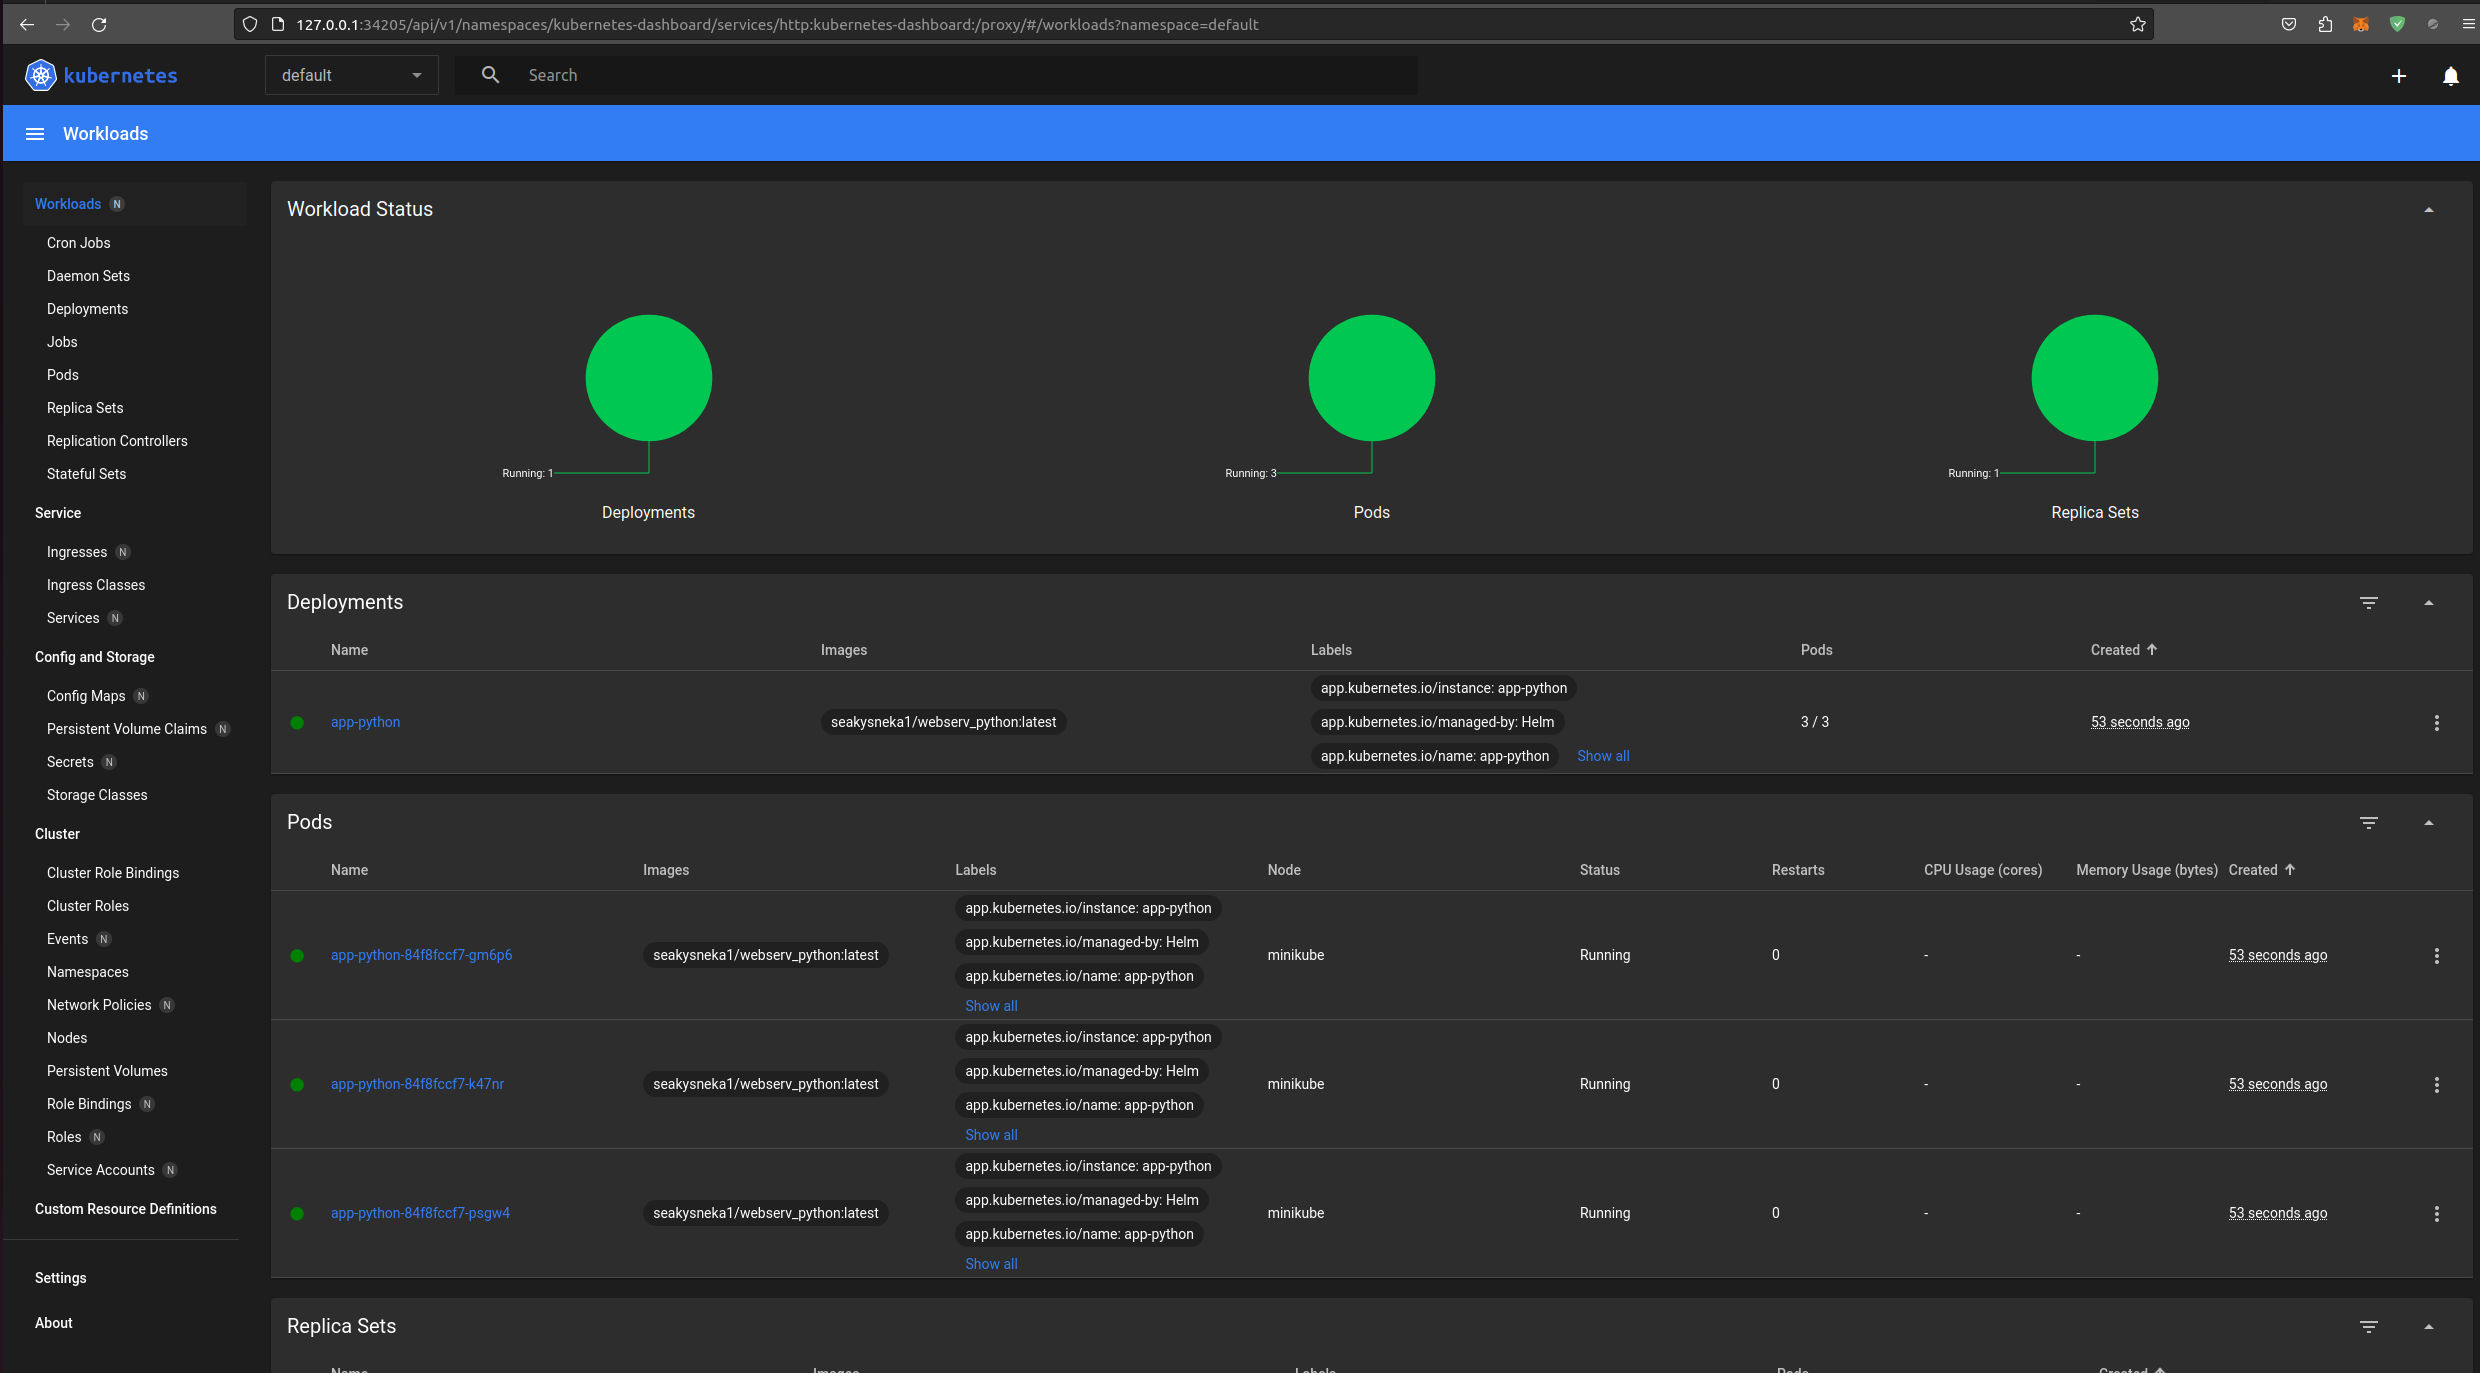 127.0.0.1:34205/api/v1/namespaces/kubernetes-dashboard/services/http:kubernetes-dashboard:/proxy/#/workloads?namespace=default
kubernetes
default
Search
Workloads
Workloads N
Cron Jobs
Daemon Sets
Deployments
Jobs
Pods
Replica Sets
Replication Controllers
Stateful Sets
Service
Ingresses N
Ingress Classes
Services N
Config and Storage
Config Maps N
Persistent Volume Claims N
Secrets N
Storage Classes
Cluster
Cluster Role Bindings
Cluster Roles
Events N
Namespaces
Network Policies N
Nodes
Persistent Volumes
Role Bindings N
Roles N
Service Accounts N
Custom Resource Definitions
Settings
About
Workload Status
Running: 1
Deployments
Running: 3
Pods
Running: 1
Replica Sets
Deployments
Name Images Labels Pods Created
app-python seakysneka1/webserv_python:latest app.kubernetes.io/instance: app-python
app.kubernetes.io/managed-by: Helm
app.kubernetes.io/name: app-python Show all
3 / 3 53 seconds ago
Pods
Name Images Labels Node Status Restarts CPU Usage (cores) Memory Usage (bytes) Created
app-python-84f8fccf7-gm6p6 seakysneka1/webserv_python:latest app.kubernetes.io/instance: app-python
app.kubernetes.io/managed-by: Helm
app.kubernetes.io/name: app-python
Show all
minikube Running 0 - - 53 seconds ago
app-python-84f8fccf7-k47nr seakysneka1/webserv_python:latest app.kubernetes.io/instance: app-python
app.kubernetes.io/managed-by: Helm
app.kubernetes.io/name: app-python
Show all
minikube Running 0 - - 53 seconds ago
app-python-84f8fccf7-psgw4 seakysneka1/webserv_python:latest app.kubernetes.io/instance: app-python
app.kubernetes.io/managed-by: Helm
app.kubernetes.io/name: app-python
Show all
minikube Running 0 - - 53 seconds ago
Replica Sets
Name Images Labels Pods Created